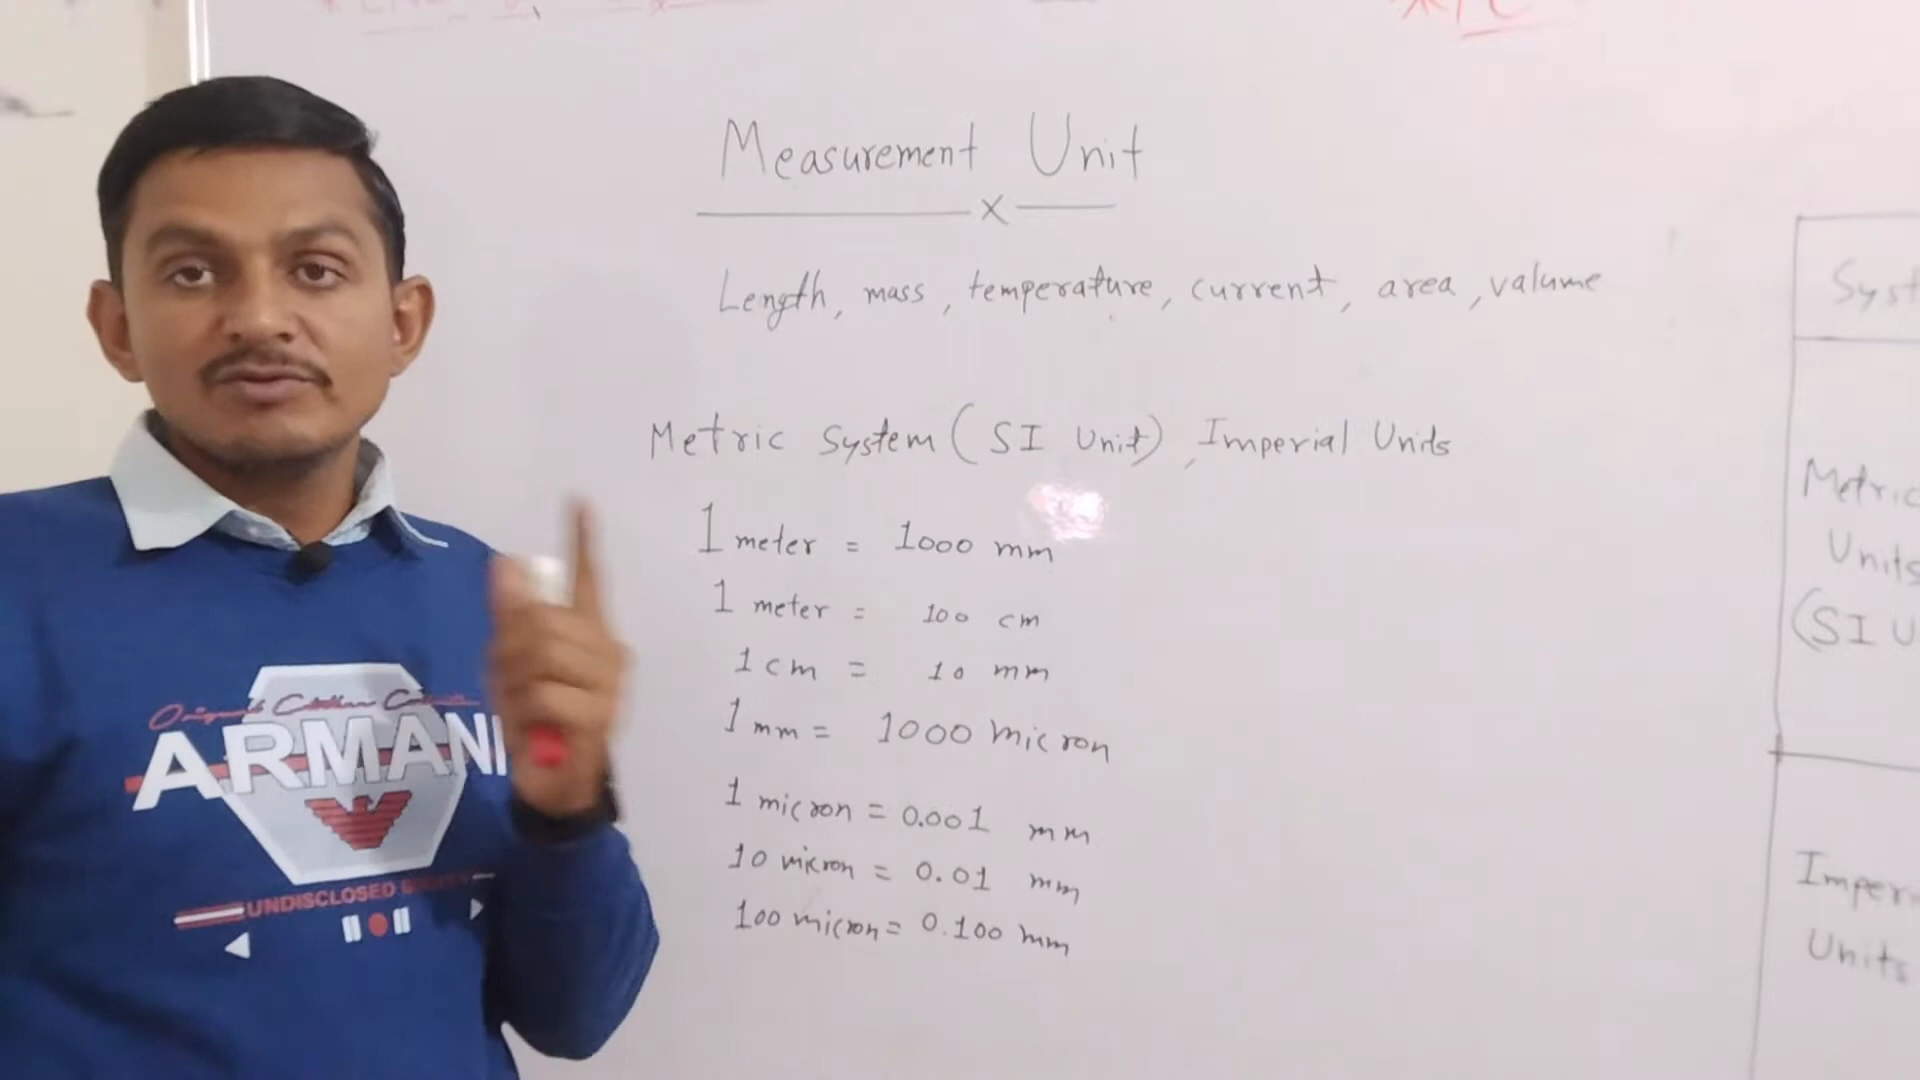 Measurement Unit
x
Length, mass, temperature, current, area, valume
Metric System (SI Unit), Imperial Units
1 meter = 1000 mm
1 meter = 100 cm
1 cm = 10 mm
1 mm = 1000 micron
1 micron = 0.001 mm
10 micron = 0.01 mm
100 micron = 0.100 mm
Syst
Metric
Units
(SI U
Imper
Units
ARMANI
UNDISCLOSED